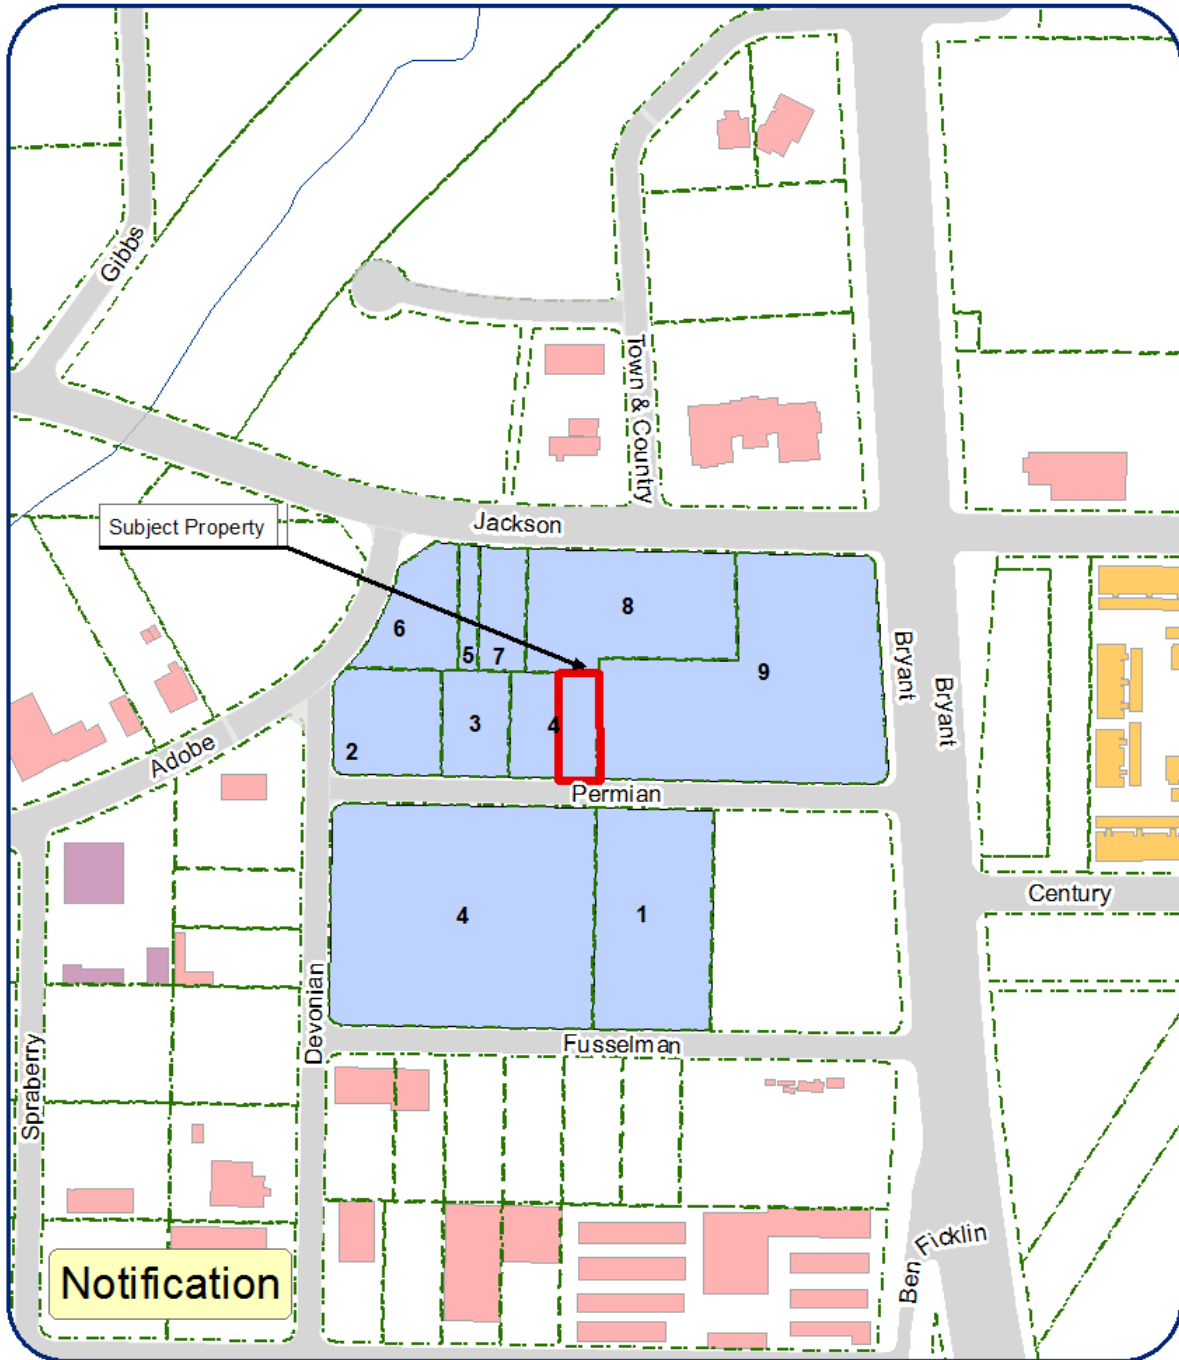 Gibbs
Town & Country
Subject Property
Jackson
8
6
5
7
9
Bryant
Bryant
3
4
2
Adobe
Permian
Century
4
1
Devonian
Fusselman
Spraberry
Ficklin
Ben
Notification